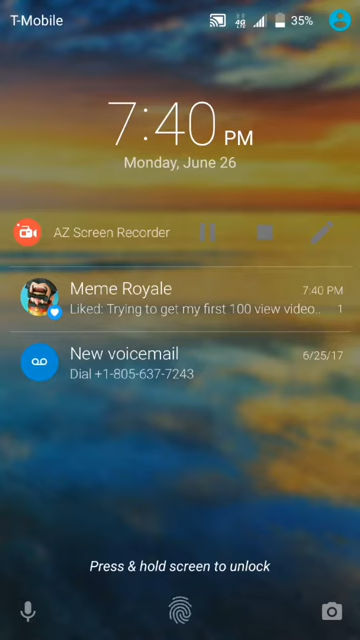 T-Mobile 4G LTE 35%
7:40 PM
Monday, June 26
AZ Screen Recorder
Meme Royale 7:40 PM
Liked: Trying to get my first 100 view video.. 1
New voicemail 6/25/17
Dial +1-805-637-7243
Press & hold screen to unlock